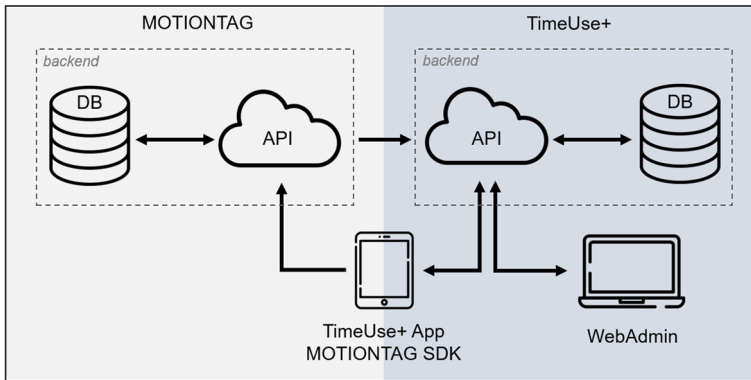 MOTIONTAG
TimeUse+
backend
backend
DB
API
API
DB
TimeUse+ App
MOTIONTAG SDK
WebAdmin